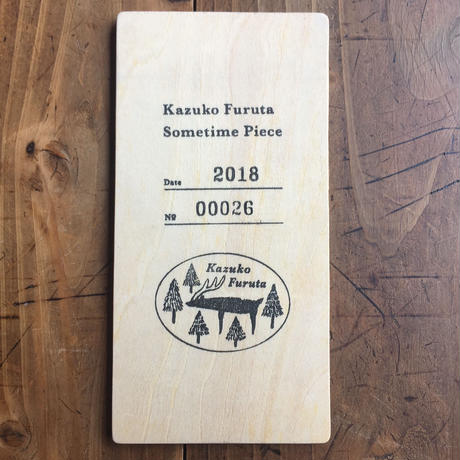 Kazuko Furuta
Sometime Piece
Date 2018
№ 00026
Kazuko
Furuta